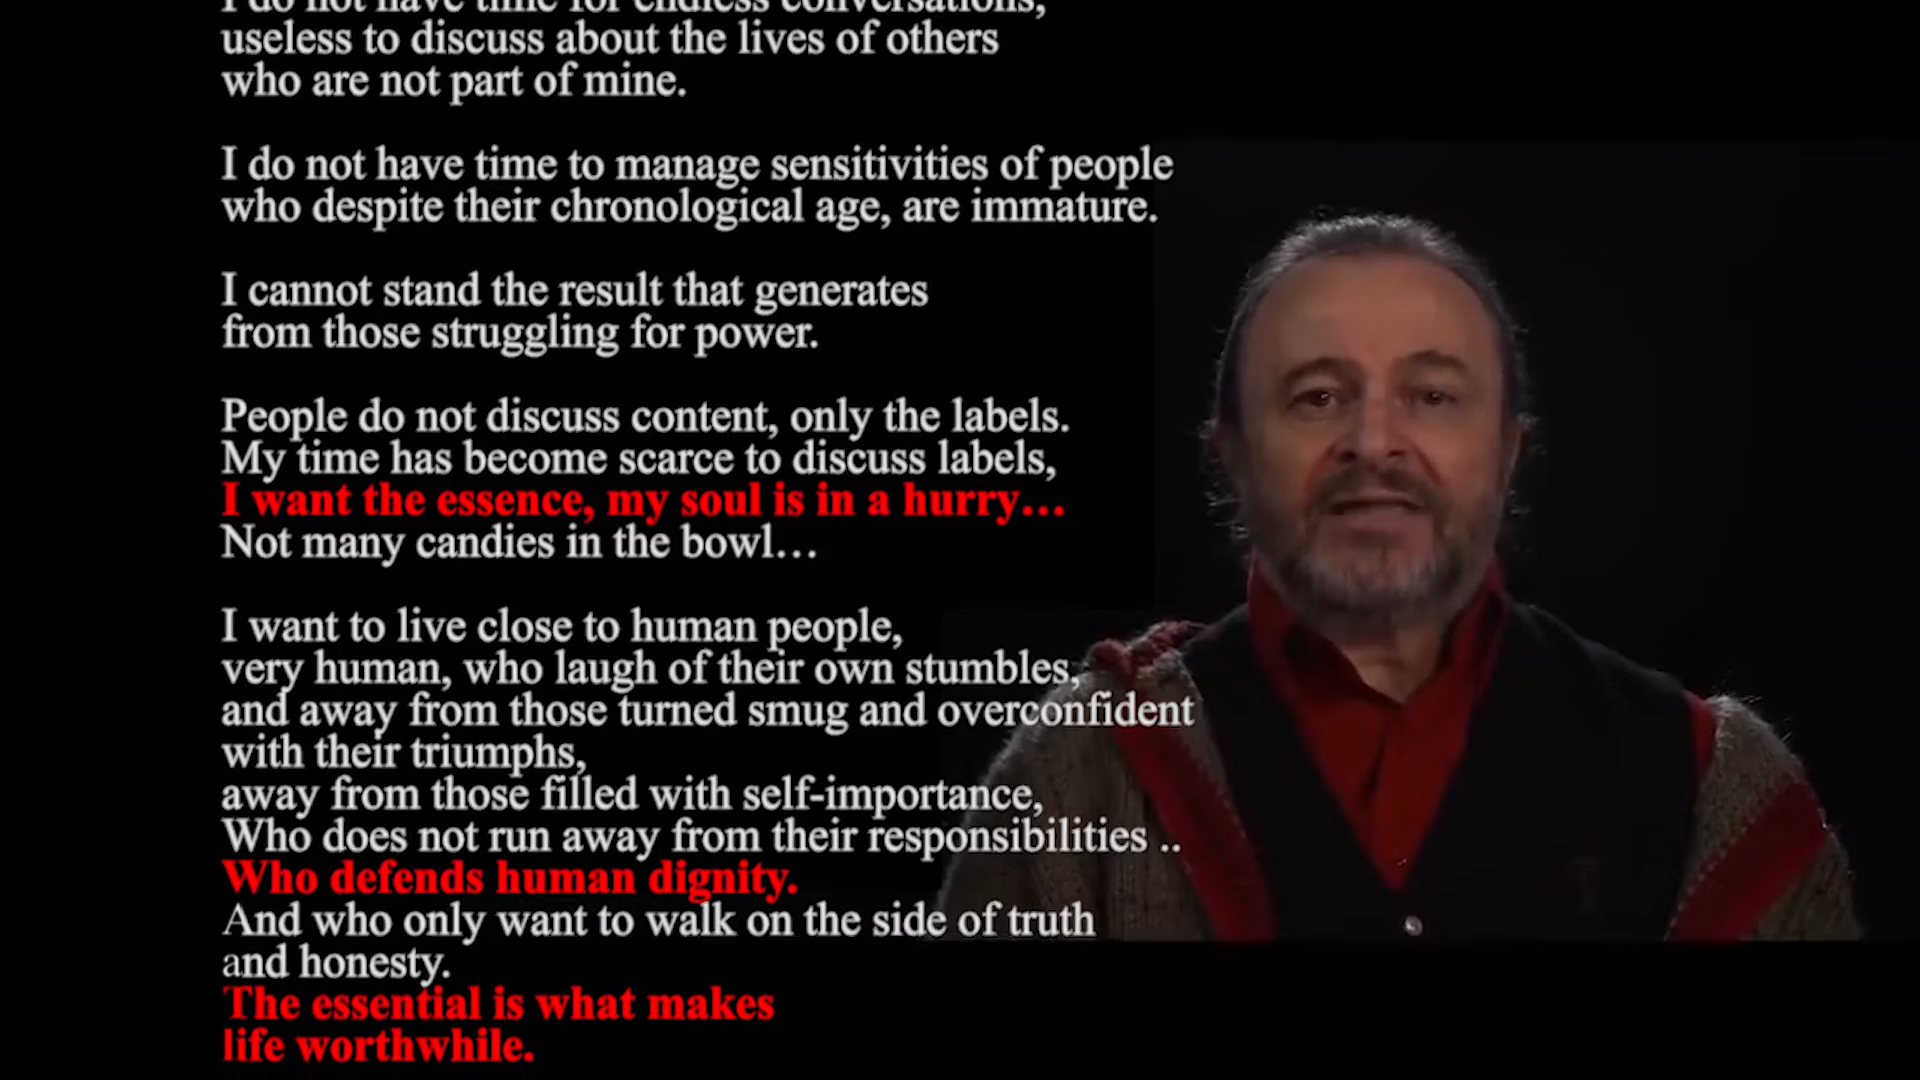 I do not have time for endless conversations,
useless to discuss about the lives of others
who are not part of mine.
I do not have time to manage sensitivities of people
who despite their chronological age, are immature.
I cannot stand the result that generates
from those struggling for power.
People do not discuss content, only the labels.
My time has become scarce to discuss labels,
I want the essence, my soul is in a hurry…
Not many candies in the bowl…
I want to live close to human people,
very human, who laugh of their own stumbles,
and away from those turned smug and overconfident
with their triumphs,
away from those filled with self-importance,
Who does not run away from their responsibilities ..
Who defends human dignity.
And who only want to walk on the side of truth
and honesty.
The essential is what makes
life worthwhile.